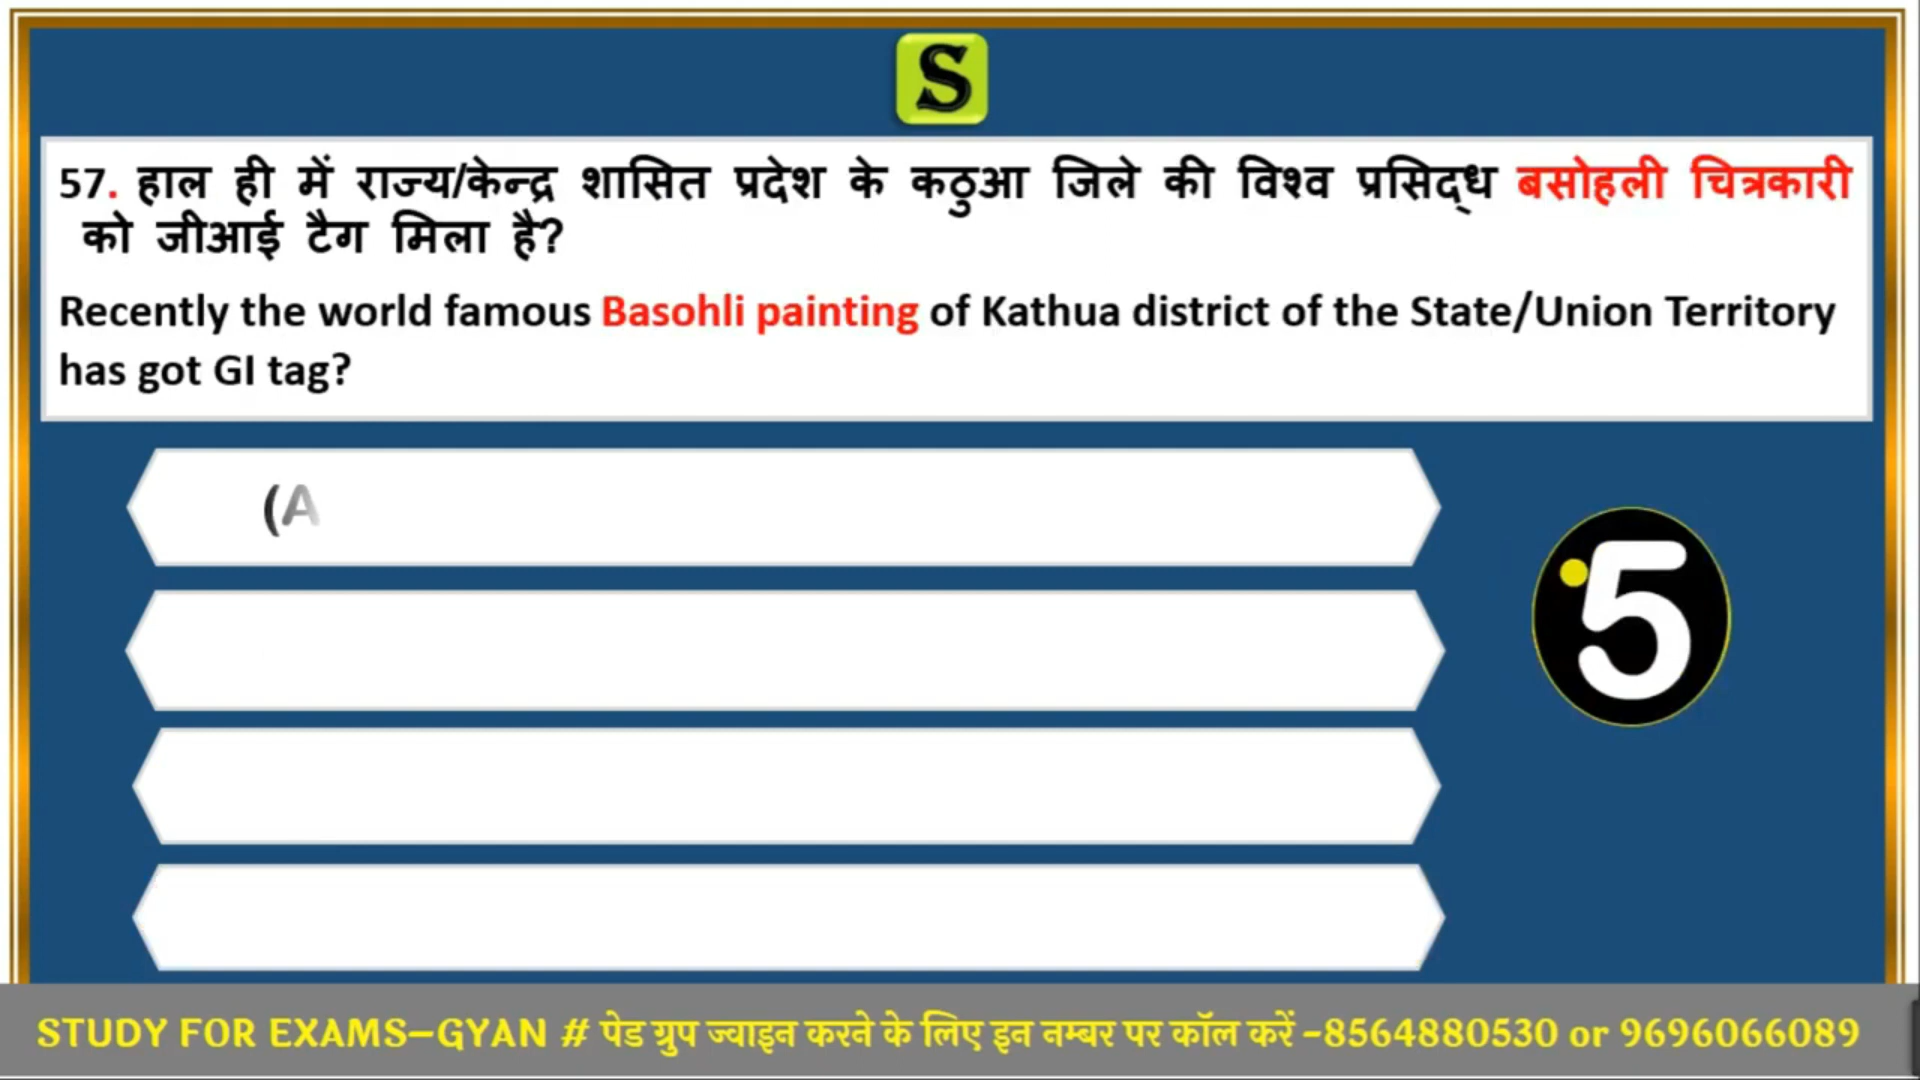 S
57. हाल ही में राज्य/केन्द्र शासित प्रदेश के कठुआ जिले की विश्व प्रसिद्ध बसोहली चित्रकारी
को जीआई टैग मिला है?
Recently the world famous Basohli painting of Kathua district of the State/Union Territory
has got GI tag?
(A
5
STUDY FOR EXAMS–GYAN # पेड ग्रुप ज्वाइन करने के लिए इन नम्बर पर कॉल करें -8564880530 or 9696066089